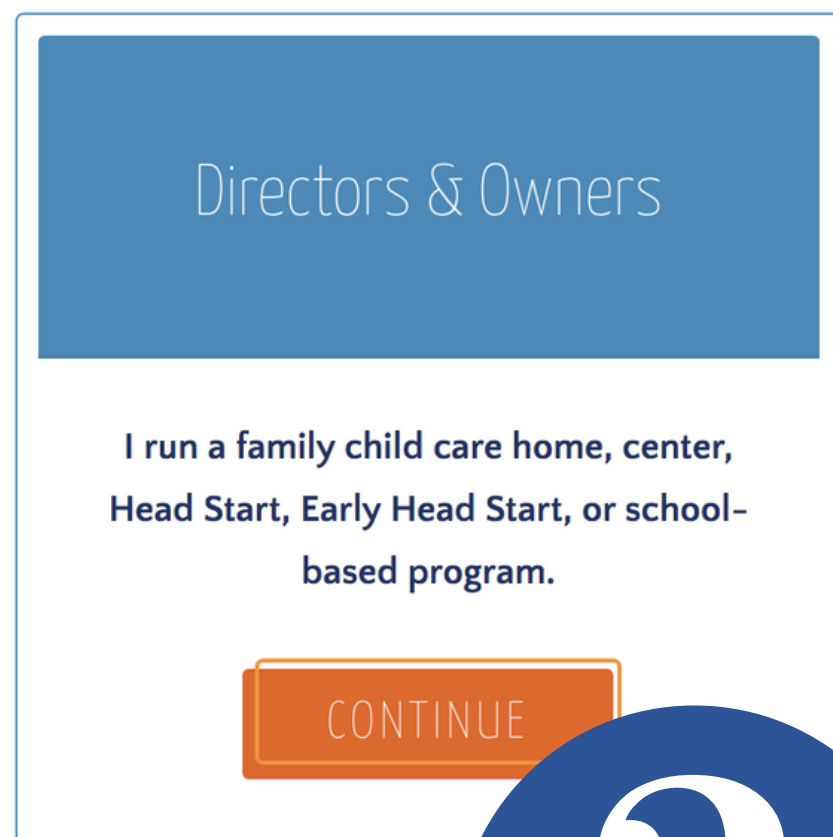 Directors & Owners
I run a family child care home, center,
Head Start, Early Head Start, or school-
based program.
CONTINUE